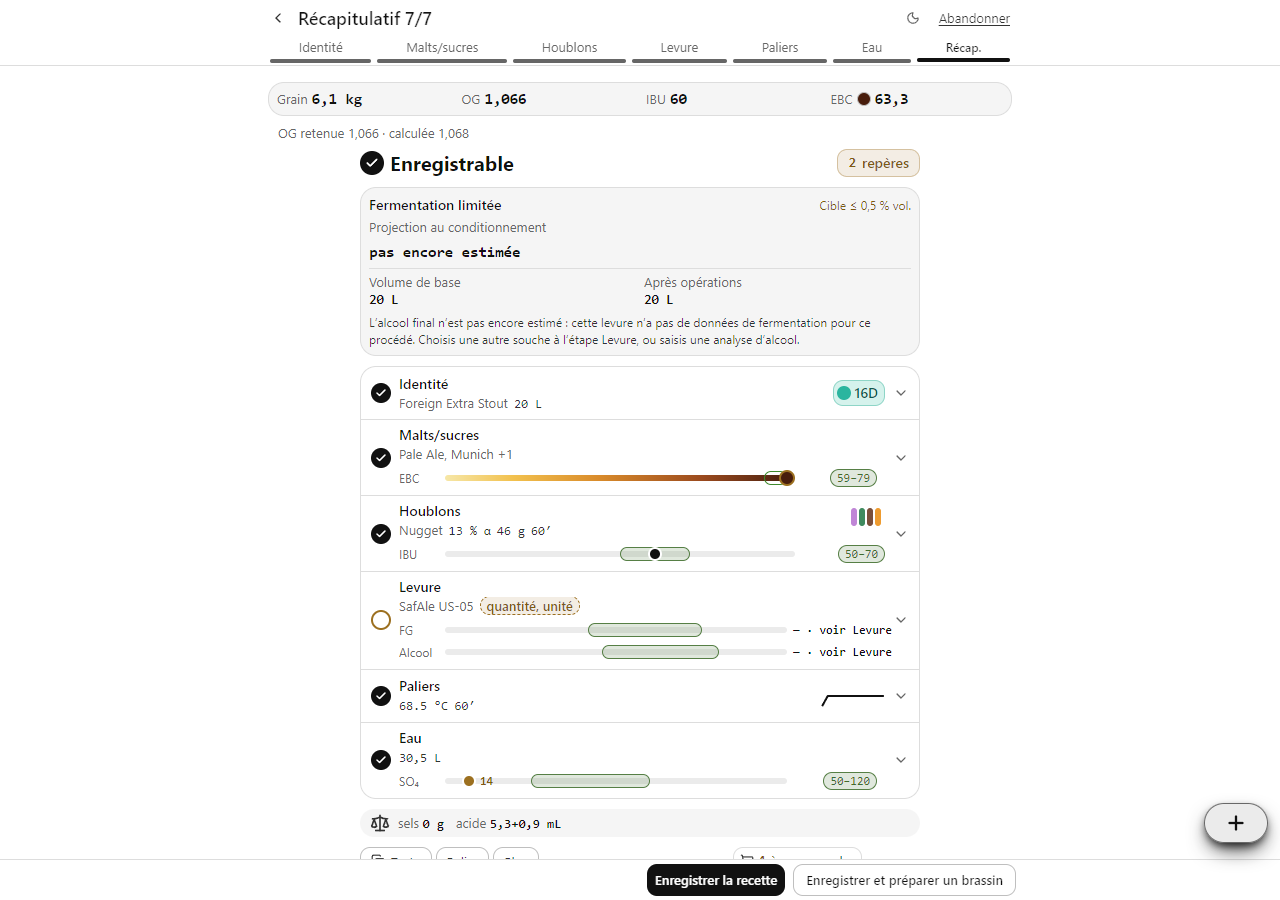 Récapitulatif 7/7
Abandonner
Identité
Malts/sucres
Houblons
Levure
Paliers
Eau
Récap.
Grain 6,1 kg
OG 1,066
IBU 60
EBC 63,3
OG retenue 1,066 · calculée 1,068
Enregistrable
2 repères
Fermentation limitée
Cible ≤ 0,5 % vol.
Projection au conditionnement
pas encore estimée
Volume de base
Après opérations
20 L
20 L
L’alcool final n’est pas encore estimé : cette levure n’a pas de données de fermentation pour ce
procédé. Choisis une autre souche à l’étape Levure, ou saisis une analyse d’alcool.
Identité
Foreign Extra Stout 20 L
16D
Malts/sucres
Pale Ale, Munich +1
EBC
59–79
Houblons
Nugget 13 % α 46 g 60′
IBU
50–70
Levure
SafAle US-05 quantité, unité
FG
— · voir Levure
Alcool
— · voir Levure
Paliers
68.5 °C 60′
Eau
30,5 L
SO₄
14
50–120
sels 0 g acide 5,3+0,9 mL
+
Enregistrer la recette
Enregistrer et préparer un brassin